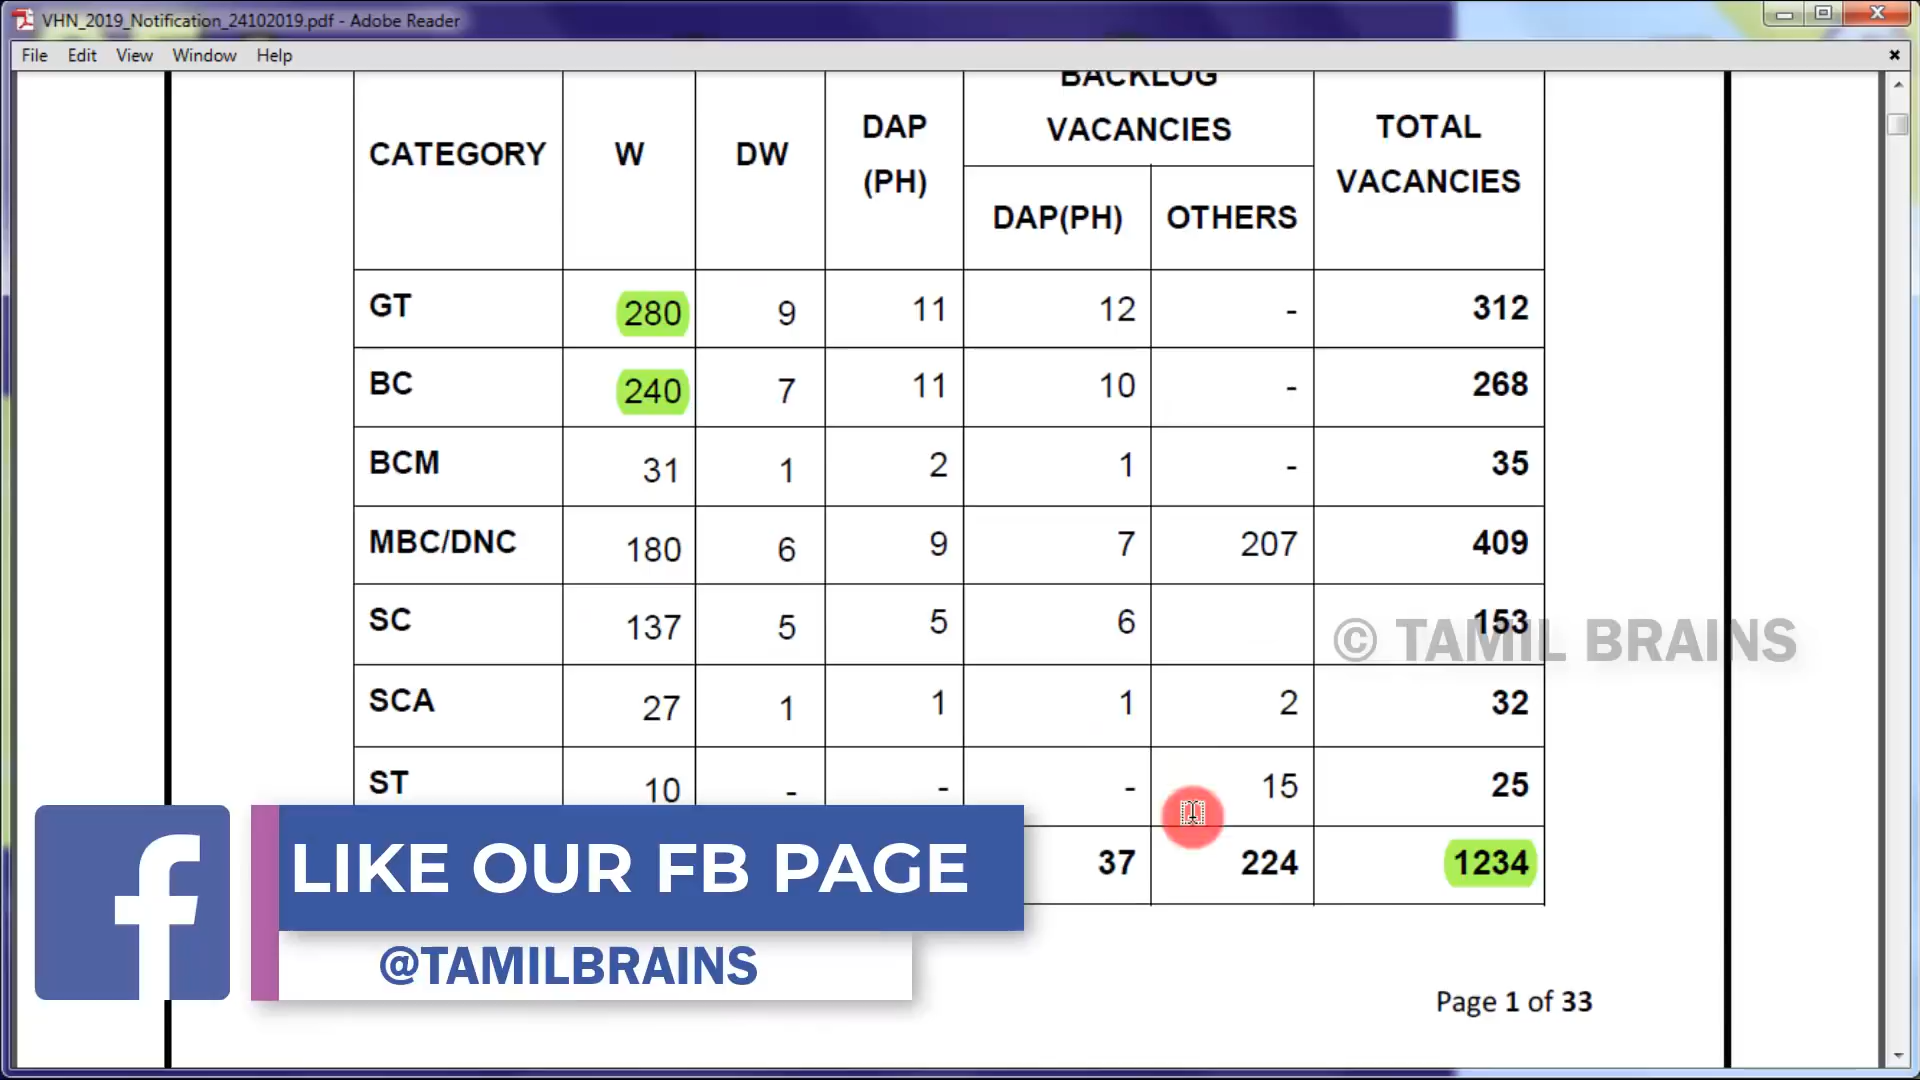 VHN_2019_Notification_24102019.pdf - Adobe Reader
File Edit View Window Help
CATEGORY W DW DAP (PH) BACKLOG VACANCIES TOTAL VACANCIES
DAP(PH) OTHERS
GT 280 9 11 12 - 312
BC 240 7 11 10 - 268
BCM 31 1 2 1 - 35
MBC/DNC 180 6 9 7 207 409
SC 137 5 5 6 153
© TAMIL BRAINS
SCA 27 1 1 1 2 32
ST 10 - - - 15 25
37 224 1234
LIKE OUR FB PAGE
@TAMILBRAINS
Page 1 of 33